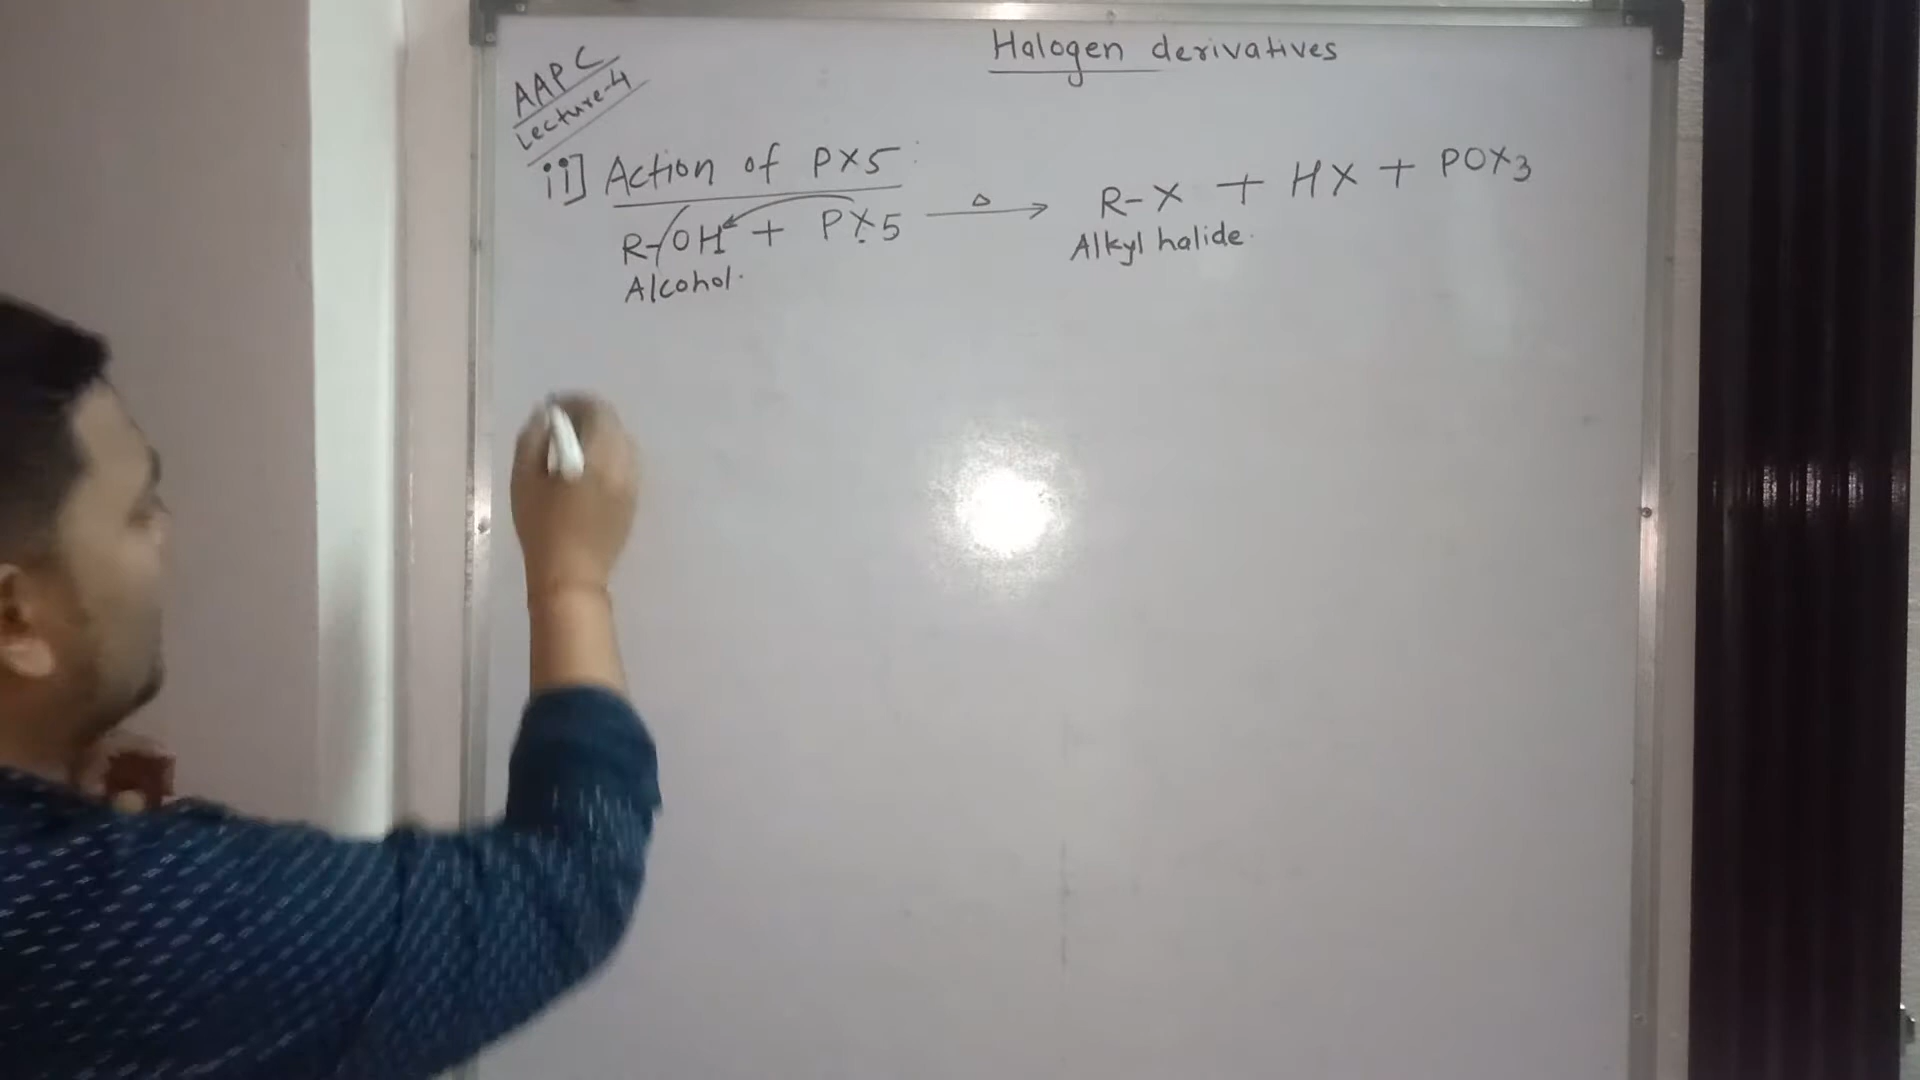 Halogen derivatives
AAPC
Lecture-4
ii] Action of PX5:
R-OH + PX5 —Δ→ R-X + HX + POX3
Alcohol. Alkyl halide.